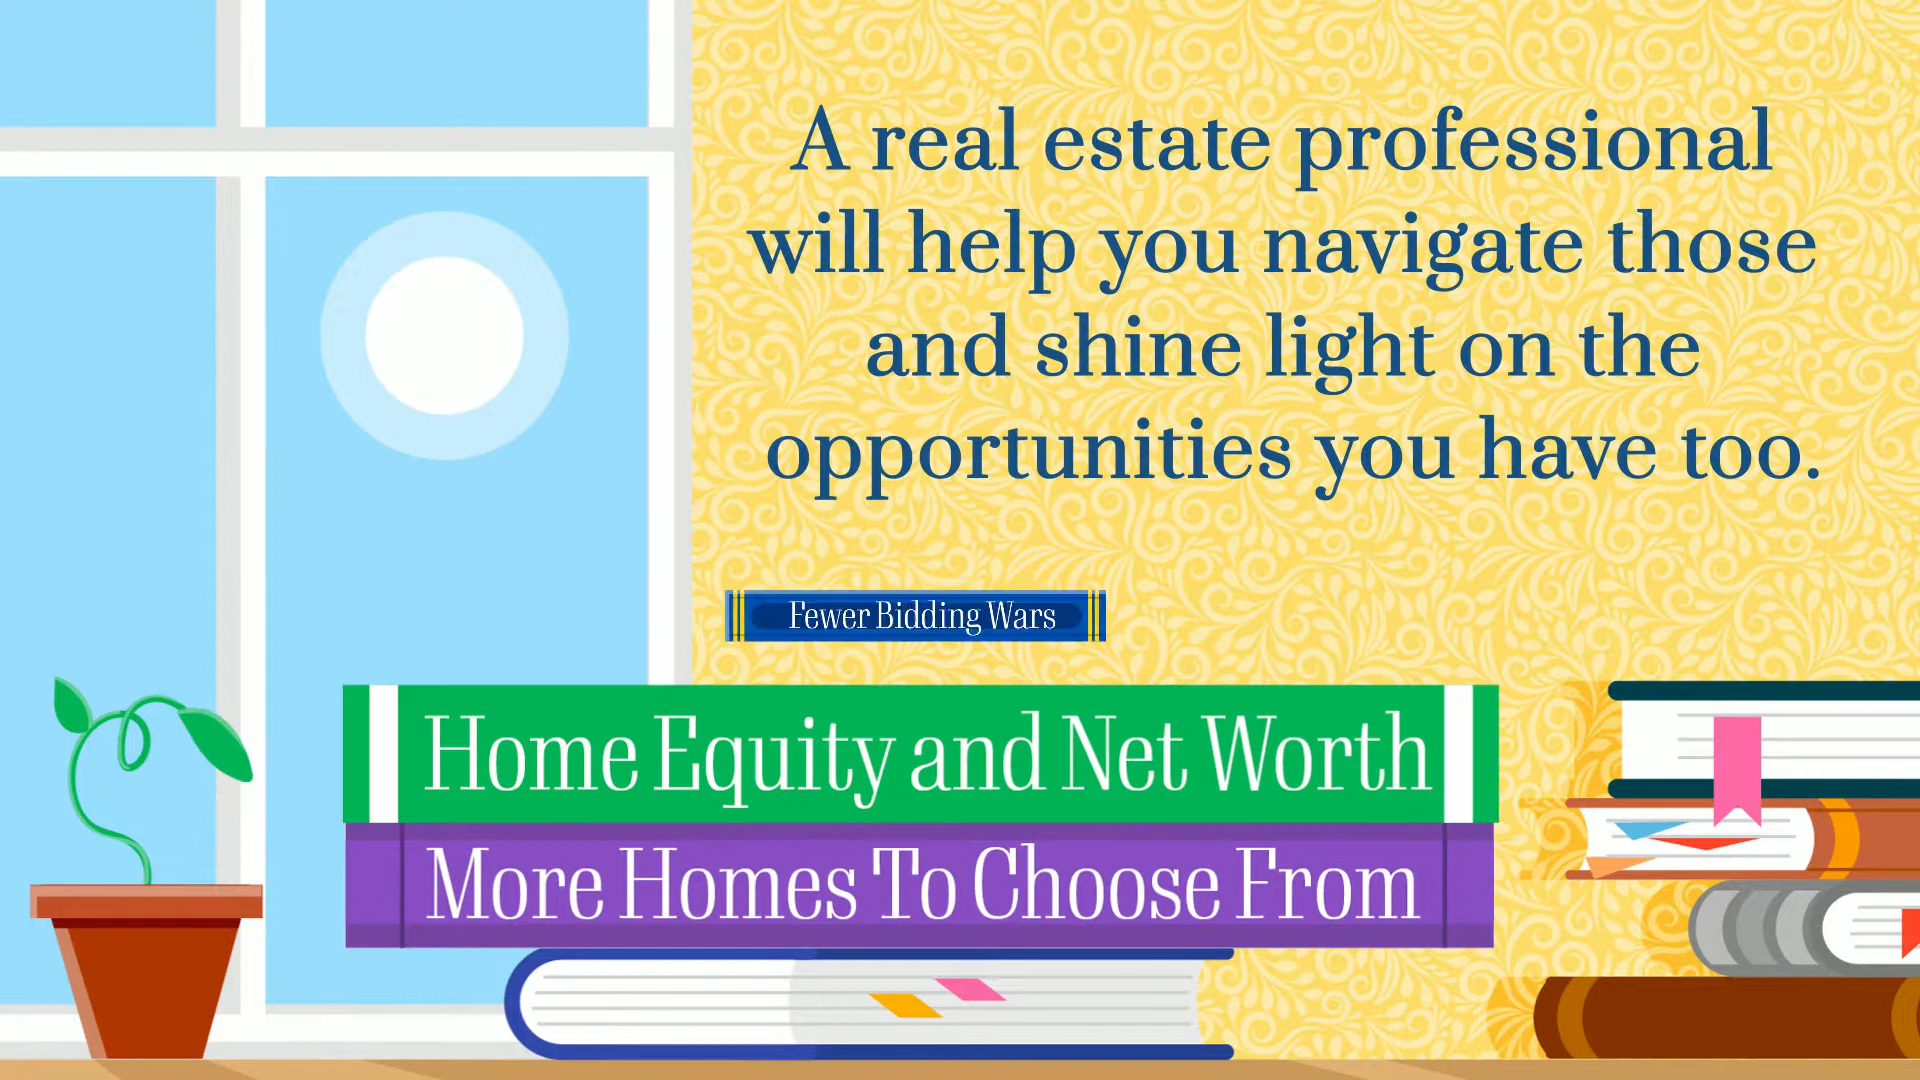 A real estate professional
will help you navigate those
and shine light on the
opportunities you have too.
Fewer Bidding Wars
Home Equity and Net Worth
More Homes To Choose From